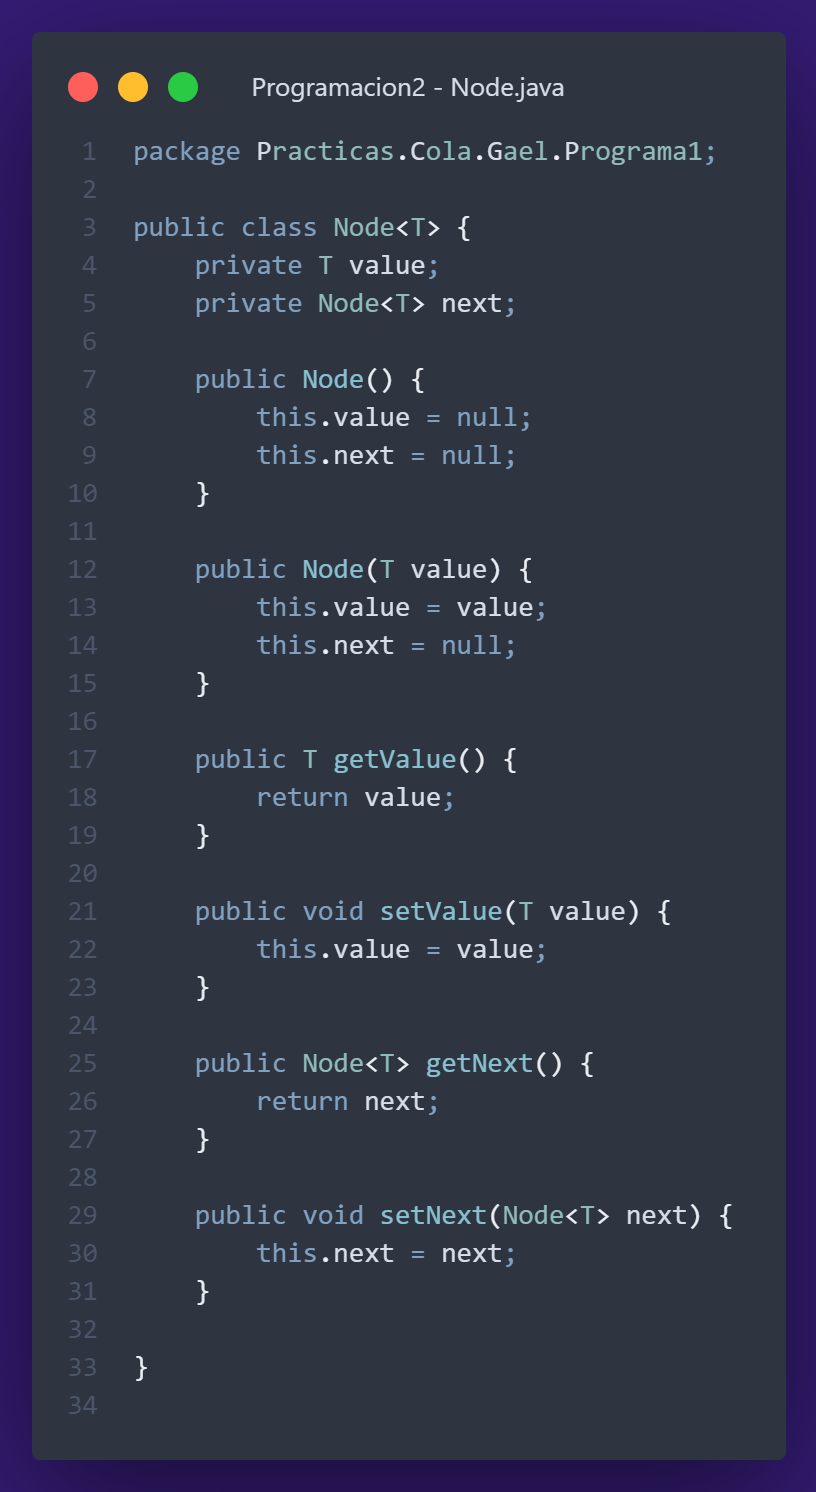 Programacion2 - Node.java
1 package Practicas.Cola.Gael.Programa1;
2
3 public class Node<T> {
4     private T value;
5     private Node<T> next;
6
7     public Node() {
8         this.value = null;
9         this.next = null;
10     }
11
12     public Node(T value) {
13         this.value = value;
14         this.next = null;
15     }
16
17     public T getValue() {
18         return value;
19     }
20
21     public void setValue(T value) {
22         this.value = value;
23     }
24
25     public Node<T> getNext() {
26         return next;
27     }
28
29     public void setNext(Node<T> next) {
30         this.next = next;
31     }
32
33 }
34